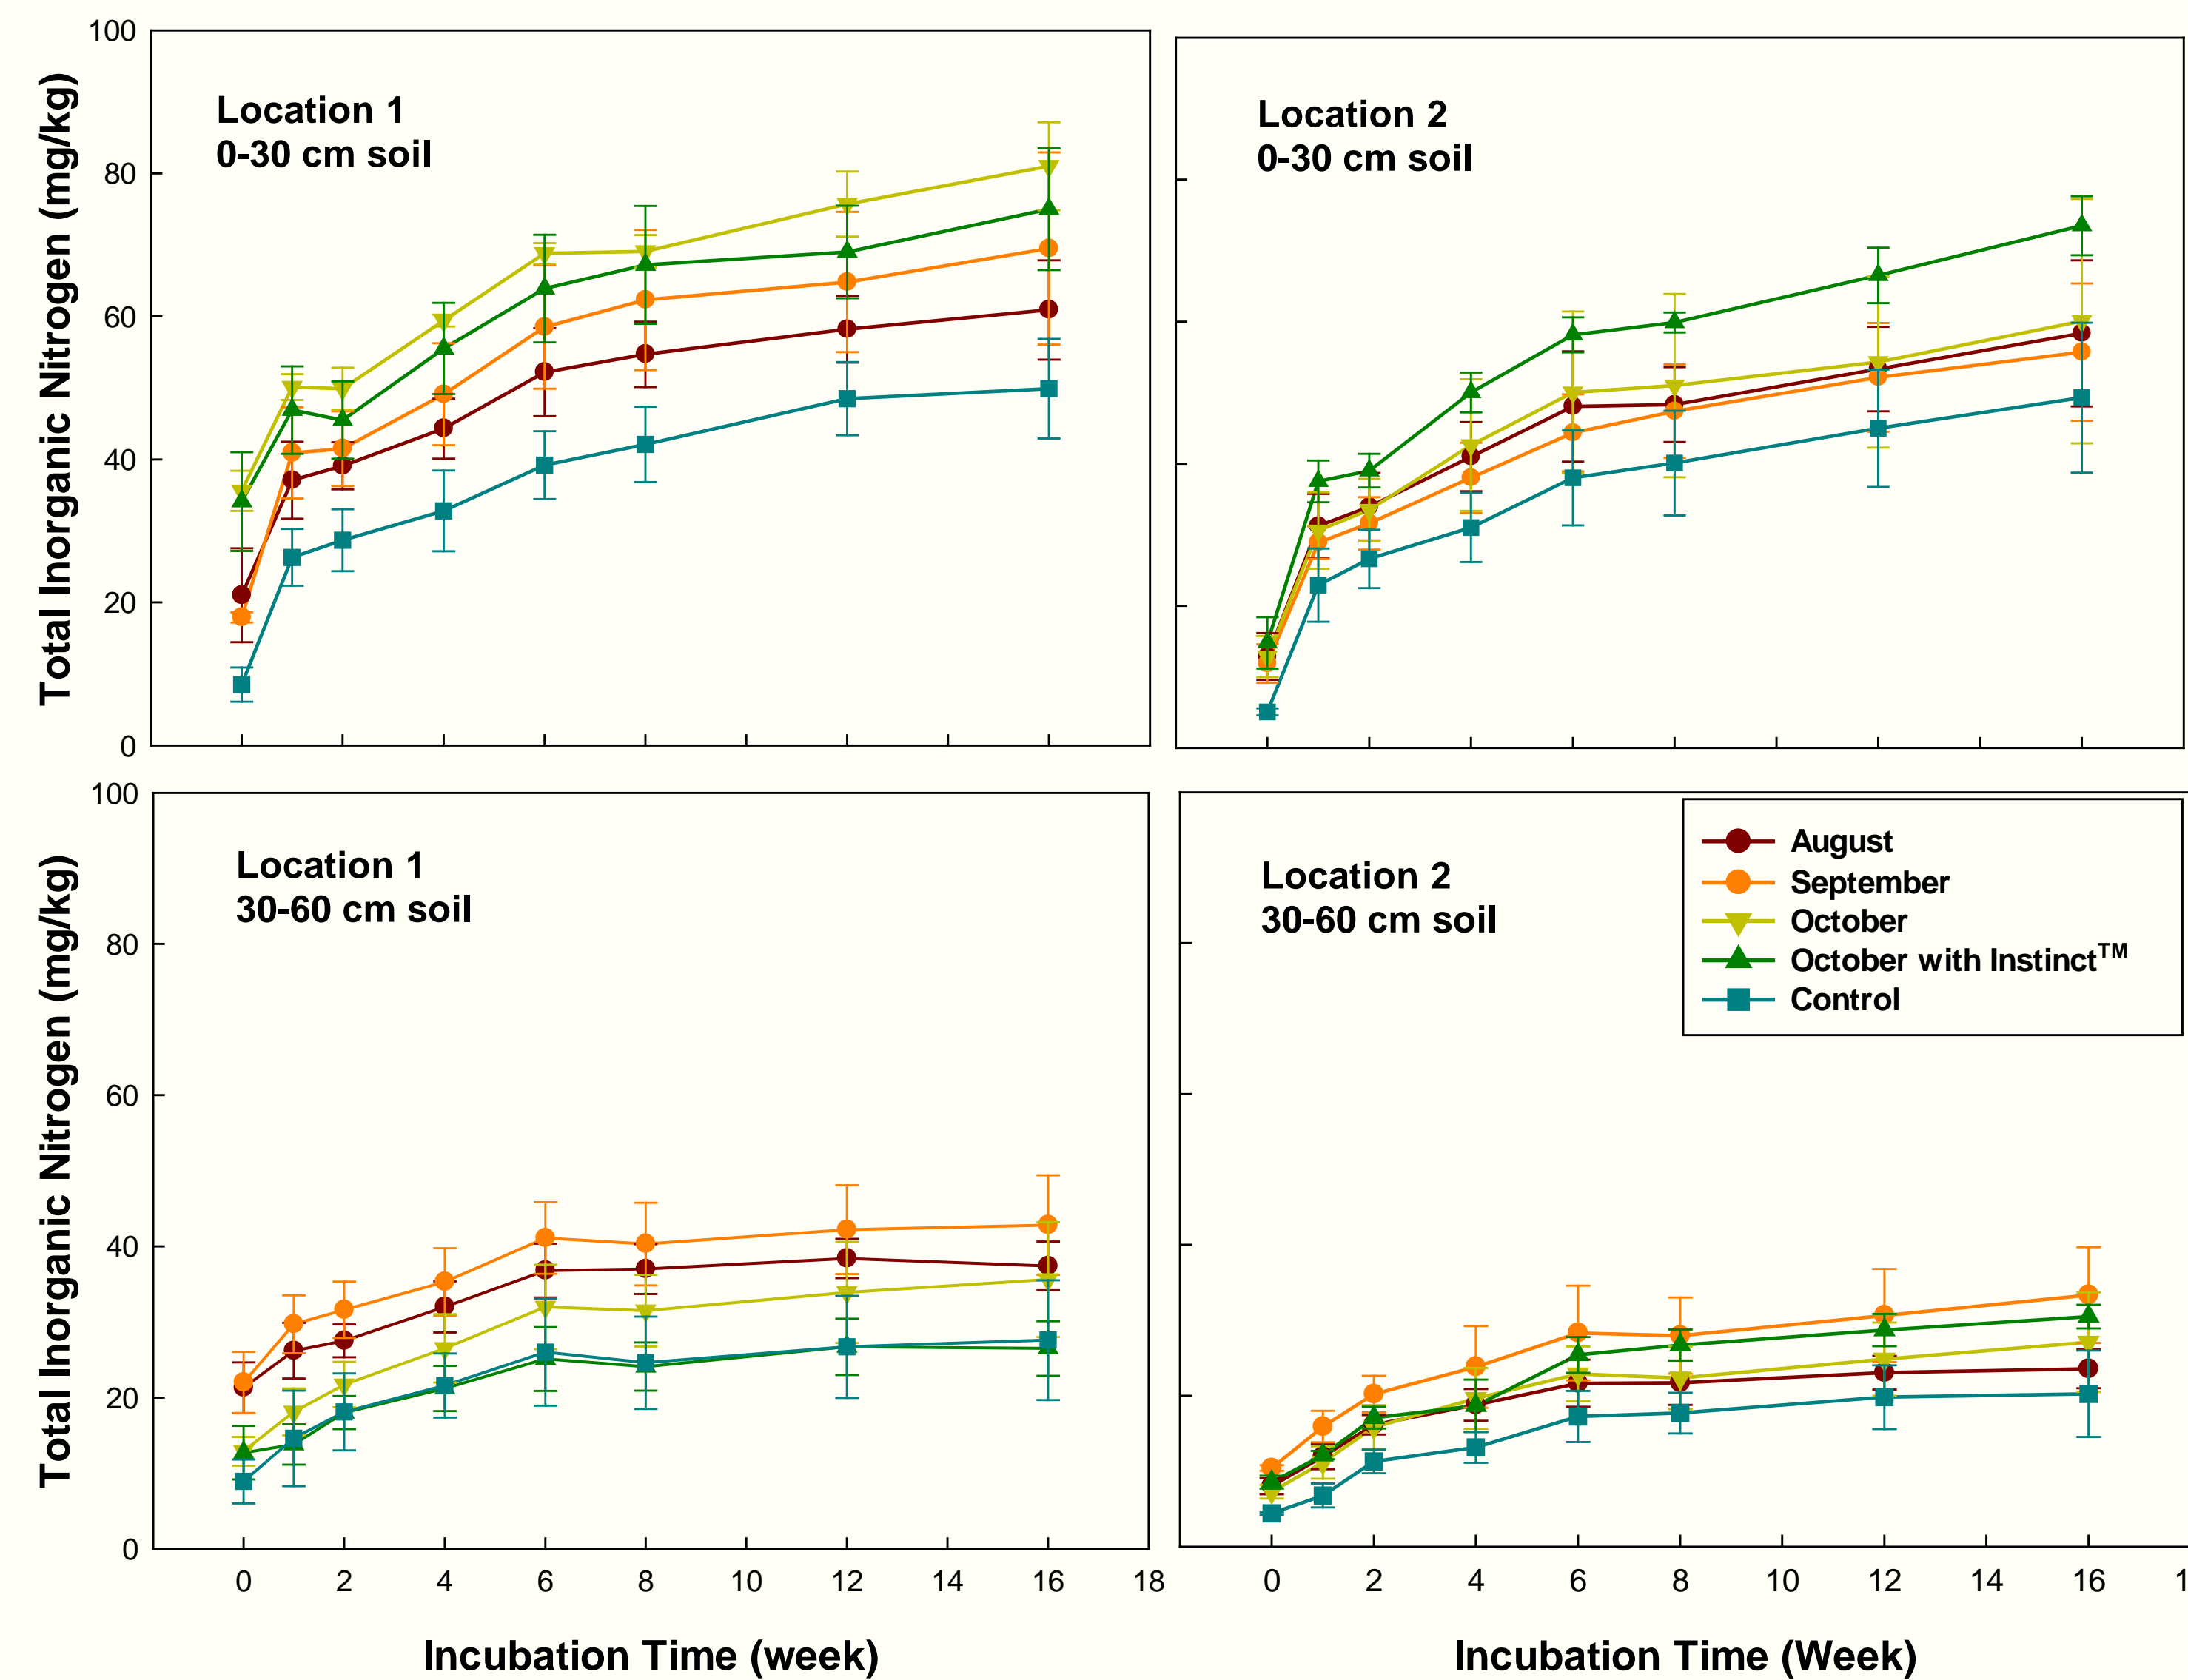 Total Inorganic Nitrogen (mg/kg)
100
80
60
40
20
0
Location 1
0-30 cm soil
Location 2
0-30 cm soil
Total Inorganic Nitrogen (mg/kg)
100
80
60
40
20
0
Location 1
30-60 cm soil
0 2 4 6 8 10 12 14 16 18
Incubation Time (week)
Location 2
30-60 cm soil
August
September
October
October with Instinct™
Control
0 2 4 6 8 10 12 14 16 1
Incubation Time (Week)